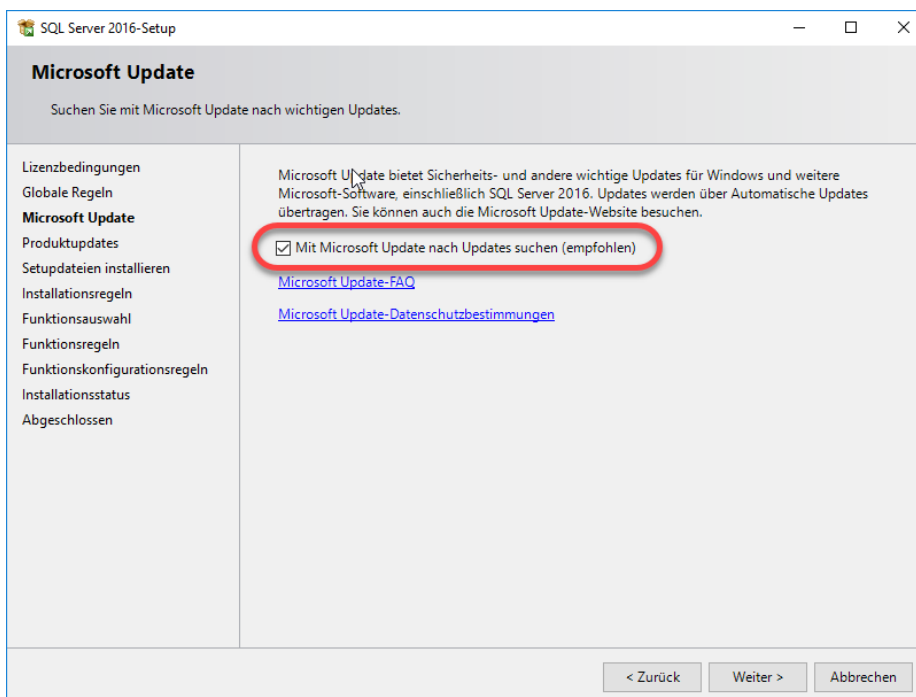 SQL Server 2016-Setup
Microsoft Update
Suchen Sie mit Microsoft Update nach wichtigen Updates.
Lizenzbedingungen
Globale Regeln
Microsoft Update
Produktupdates
Setupdateien installieren
Installationsregeln
Funktionsauswahl
Funktionsregeln
Funktionskonfigurationsregeln
Installationsstatus
Abgeschlossen
Microsoft Update bietet Sicherheits- und andere wichtige Updates für Windows und weitere
Microsoft-Software, einschließlich SQL Server 2016. Updates werden über Automatische Updates
übertragen. Sie können auch die Microsoft Update-Website besuchen.
Mit Microsoft Update nach Updates suchen (empfohlen)
Microsoft Update-FAQ
Microsoft Update-Datenschutzbestimmungen
< Zurück
Weiter >
Abbrechen